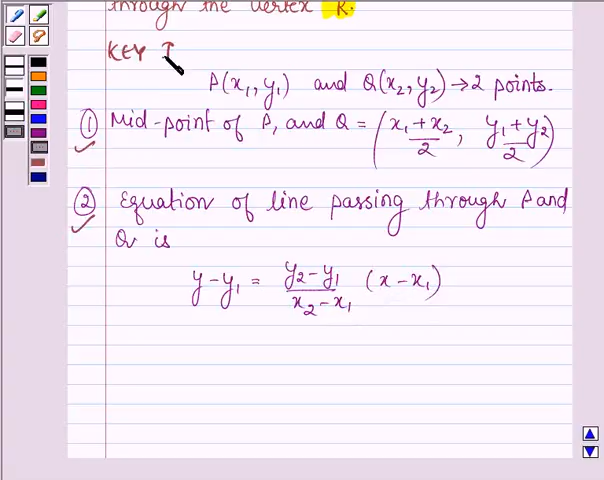 through the vertex R.
KEY I
P(x₁, y₁) and Q(x₂, y₂) → 2 points.
① Mid-point of P, and Q = (x₁+x₂/2, y₁+y₂/2)
② Equation of line passing through P and
Q is
y-y₁ = y₂-y₁/x₂-x₁ (x-x₁)